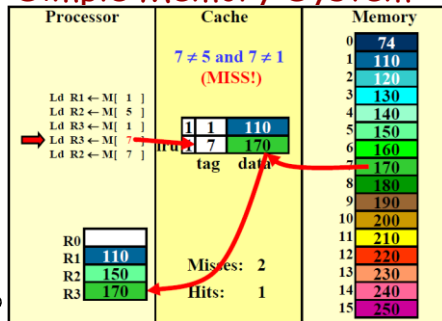 Simple Memory System
Processor
Cache
Memory
7 ≠ 5 and 7 ≠ 1
(MISS!)
Ld R1 ← M[ 1 ]
Ld R2 ← M[ 5 ]
Ld R3 ← M[ 1 ]
Ld R3 ← M[ 7 ]
Ld R2 ← M[ 7 ]
1 1 110
lru 1 7 170
tag data
R0
R1 110
R2 150
R3 170
Misses: 2
Hits: 1
0 74
1 110
2 120
3 130
4 140
5 150
6 160
7 170
8 180
9 190
10 200
11 210
12 220
13 230
14 240
15 250